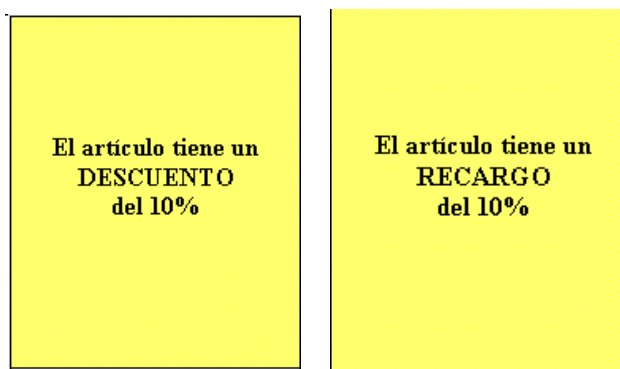 El artículo tiene un
DESCUENTO
del 10%
El artículo tiene un
RECARGO
del 10%